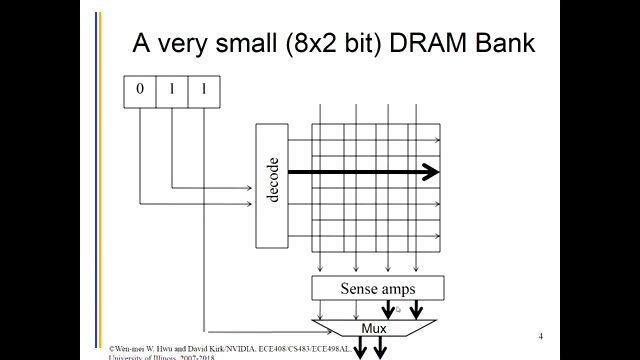 A very small (8x2 bit) DRAM Bank
0 1 1
decode
Sense amps
Mux
4
©Wen-mei W. Hwu and David Kirk/NVIDIA, ECE408/CS483/ECE498AL,
University of Illinois, 2007-2018